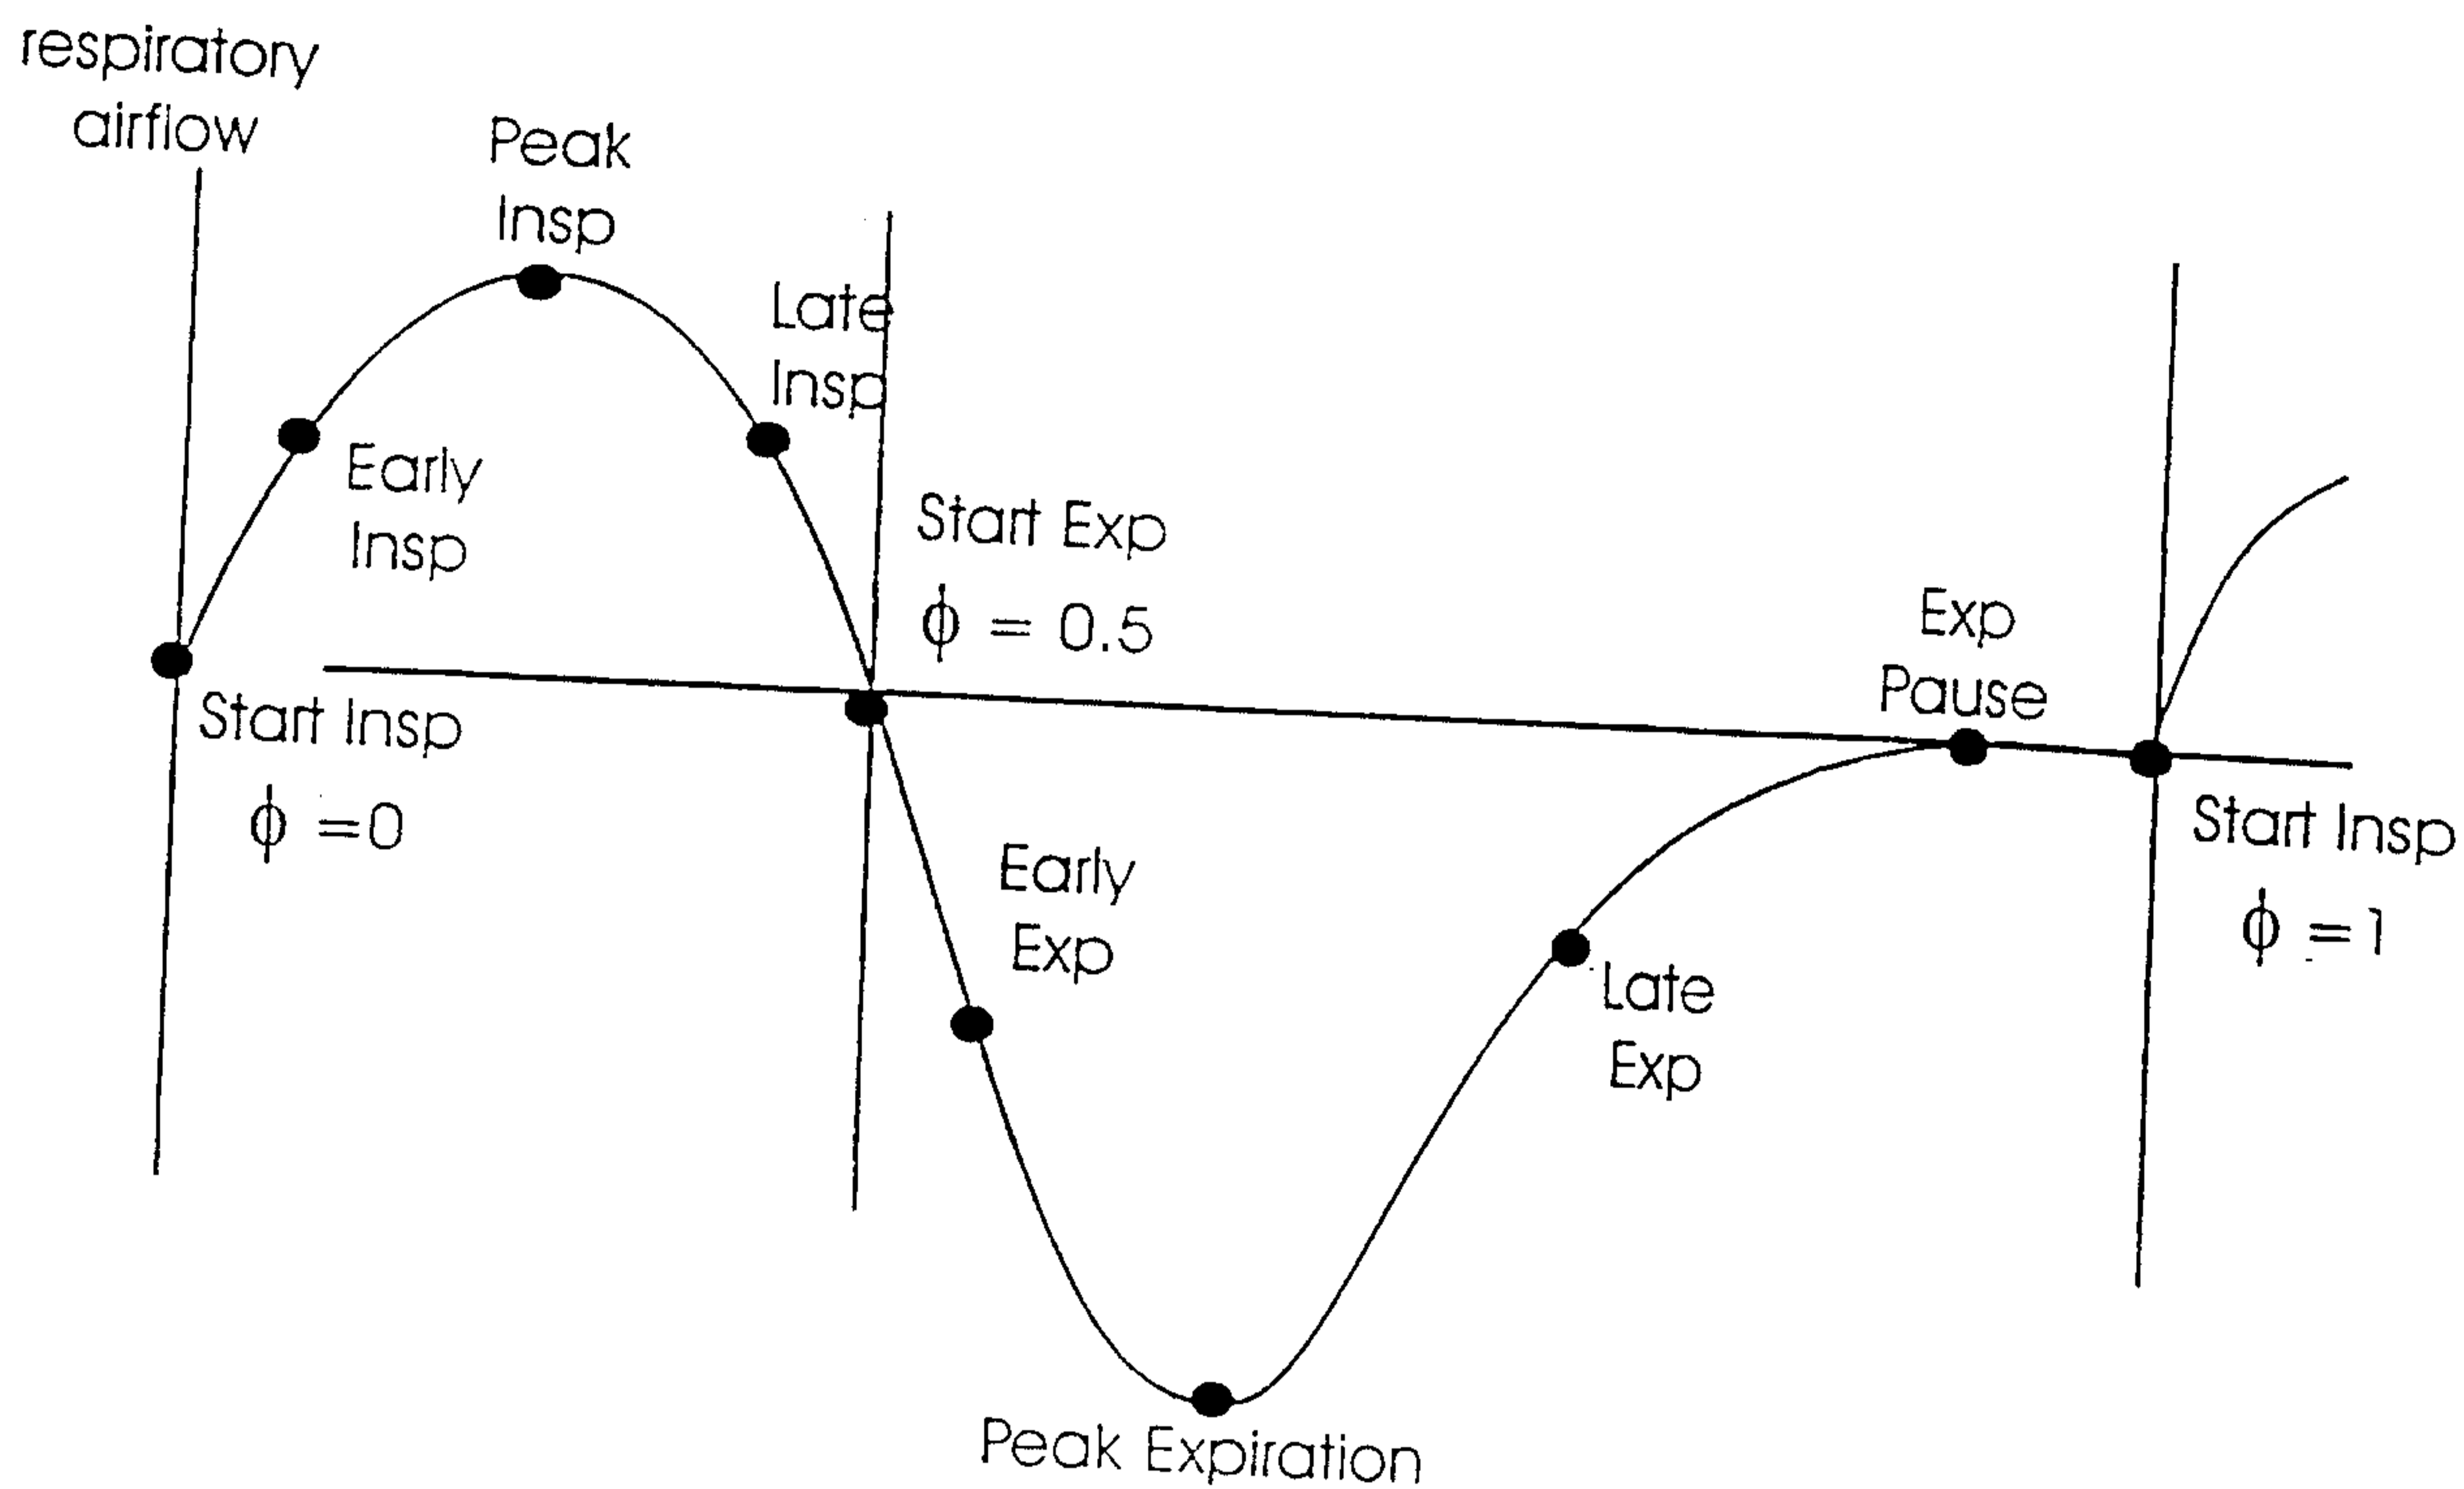 respiratory
airflow
Peak
Insp
Late
Insp
Early
Insp
Start Exp
ϕ = 0.5
Start Insp
ϕ =0
Exp
Pause
Early
Exp
Start Insp
ϕ =1
Late
Exp
Peak Expiration